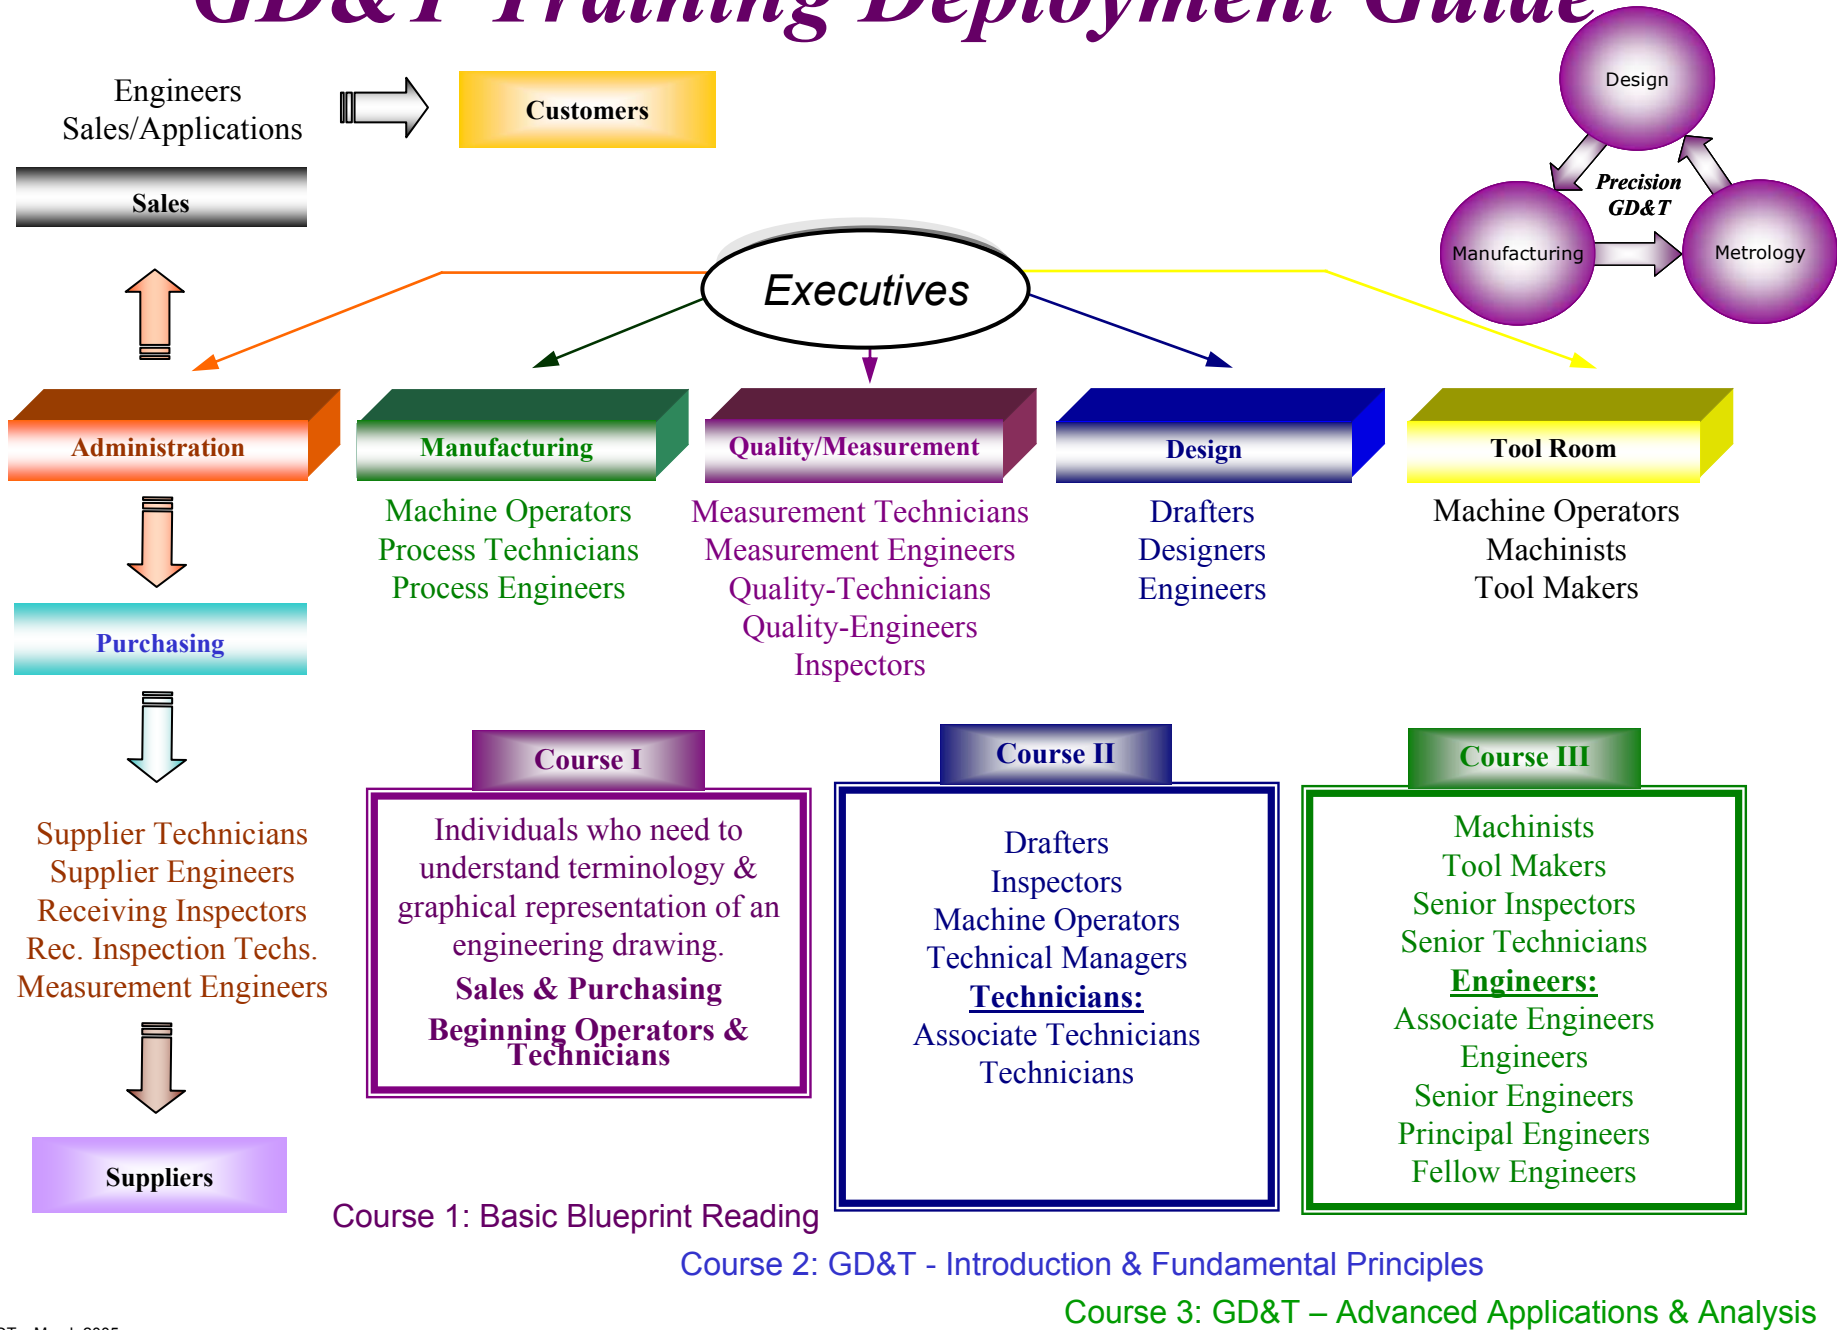 GD&T Training Deployment Guide
Engineers
Sales/Applications
Customers
Sales
Design
Precision
GD&T
Manufacturing
Metrology
Executives
Administration
Manufacturing
Quality/Measurement
Design
Tool Room
Machine Operators
Process Technicians
Process Engineers
Measurement Technicians
Measurement Engineers
Quality-Technicians
Quality-Engineers
Inspectors
Drafters
Designers
Engineers
Machine Operators
Machinists
Tool Makers
Purchasing
Supplier Technicians
Supplier Engineers
Receiving Inspectors
Rec. Inspection Techs.
Measurement Engineers
Suppliers
Course I
Individuals who need to
understand terminology &
graphical representation of an
engineering drawing.
Sales & Purchasing
Beginning Operators &
Technicians
Course II
Drafters
Inspectors
Machine Operators
Technical Managers
Technicians:
Associate Technicians
Technicians
Course III
Machinists
Tool Makers
Senior Inspectors
Senior Technicians
Engineers:
Associate Engineers
Engineers
Senior Engineers
Principal Engineers
Fellow Engineers
Course 1: Basic Blueprint Reading
Course 2: GD&T - Introduction & Fundamental Principles
Course 3: GD&T – Advanced Applications & Analysis